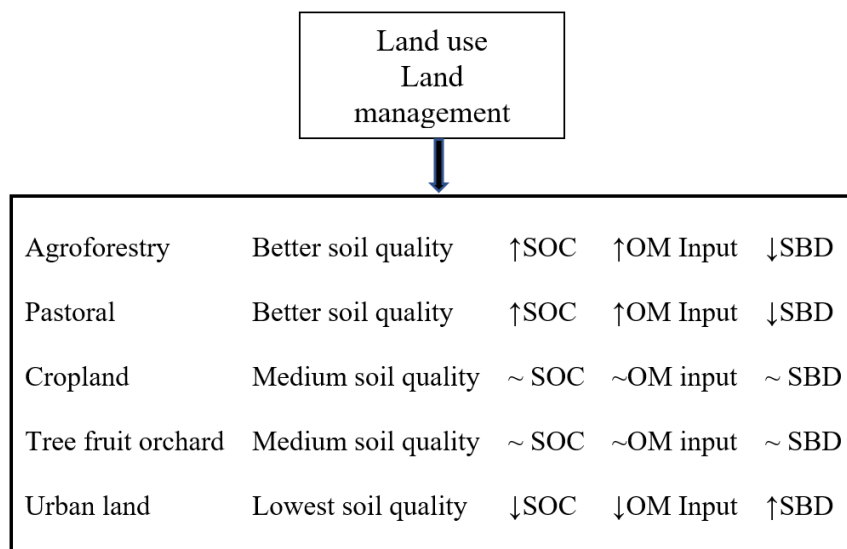 Land use
Land
management
Agroforestry Better soil quality ↑SOC ↑OM Input ↓SBD
Pastoral Better soil quality ↑SOC ↑OM Input ↓SBD
Cropland Medium soil quality ~ SOC ~OM input ~ SBD
Tree fruit orchard Medium soil quality ~ SOC ~OM input ~ SBD
Urban land Lowest soil quality ↓SOC ↓OM Input ↑SBD